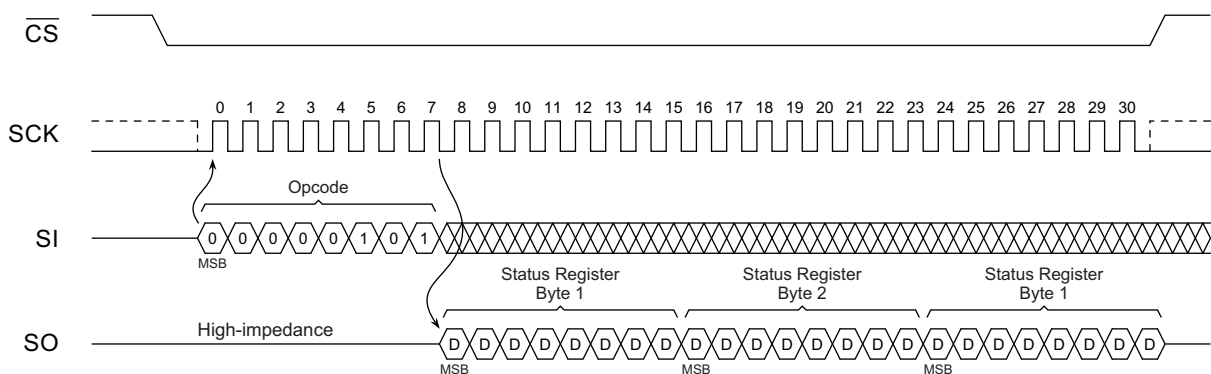 CS
0 1 2 3 4 5 6 7 8 9 10 11 12 13 14 15 16 17 18 19 20 21 22 23 24 25 26 27 28 29 30
SCK
Opcode
SI
0 0 0 0 0 1 0 1
MSB
Status Register
Byte 1
Status Register
Byte 2
Status Register
Byte 1
High-impedance
SO
D D D D D D D D D D D D D D D D D D D D D D D D
MSB
MSB
MSB